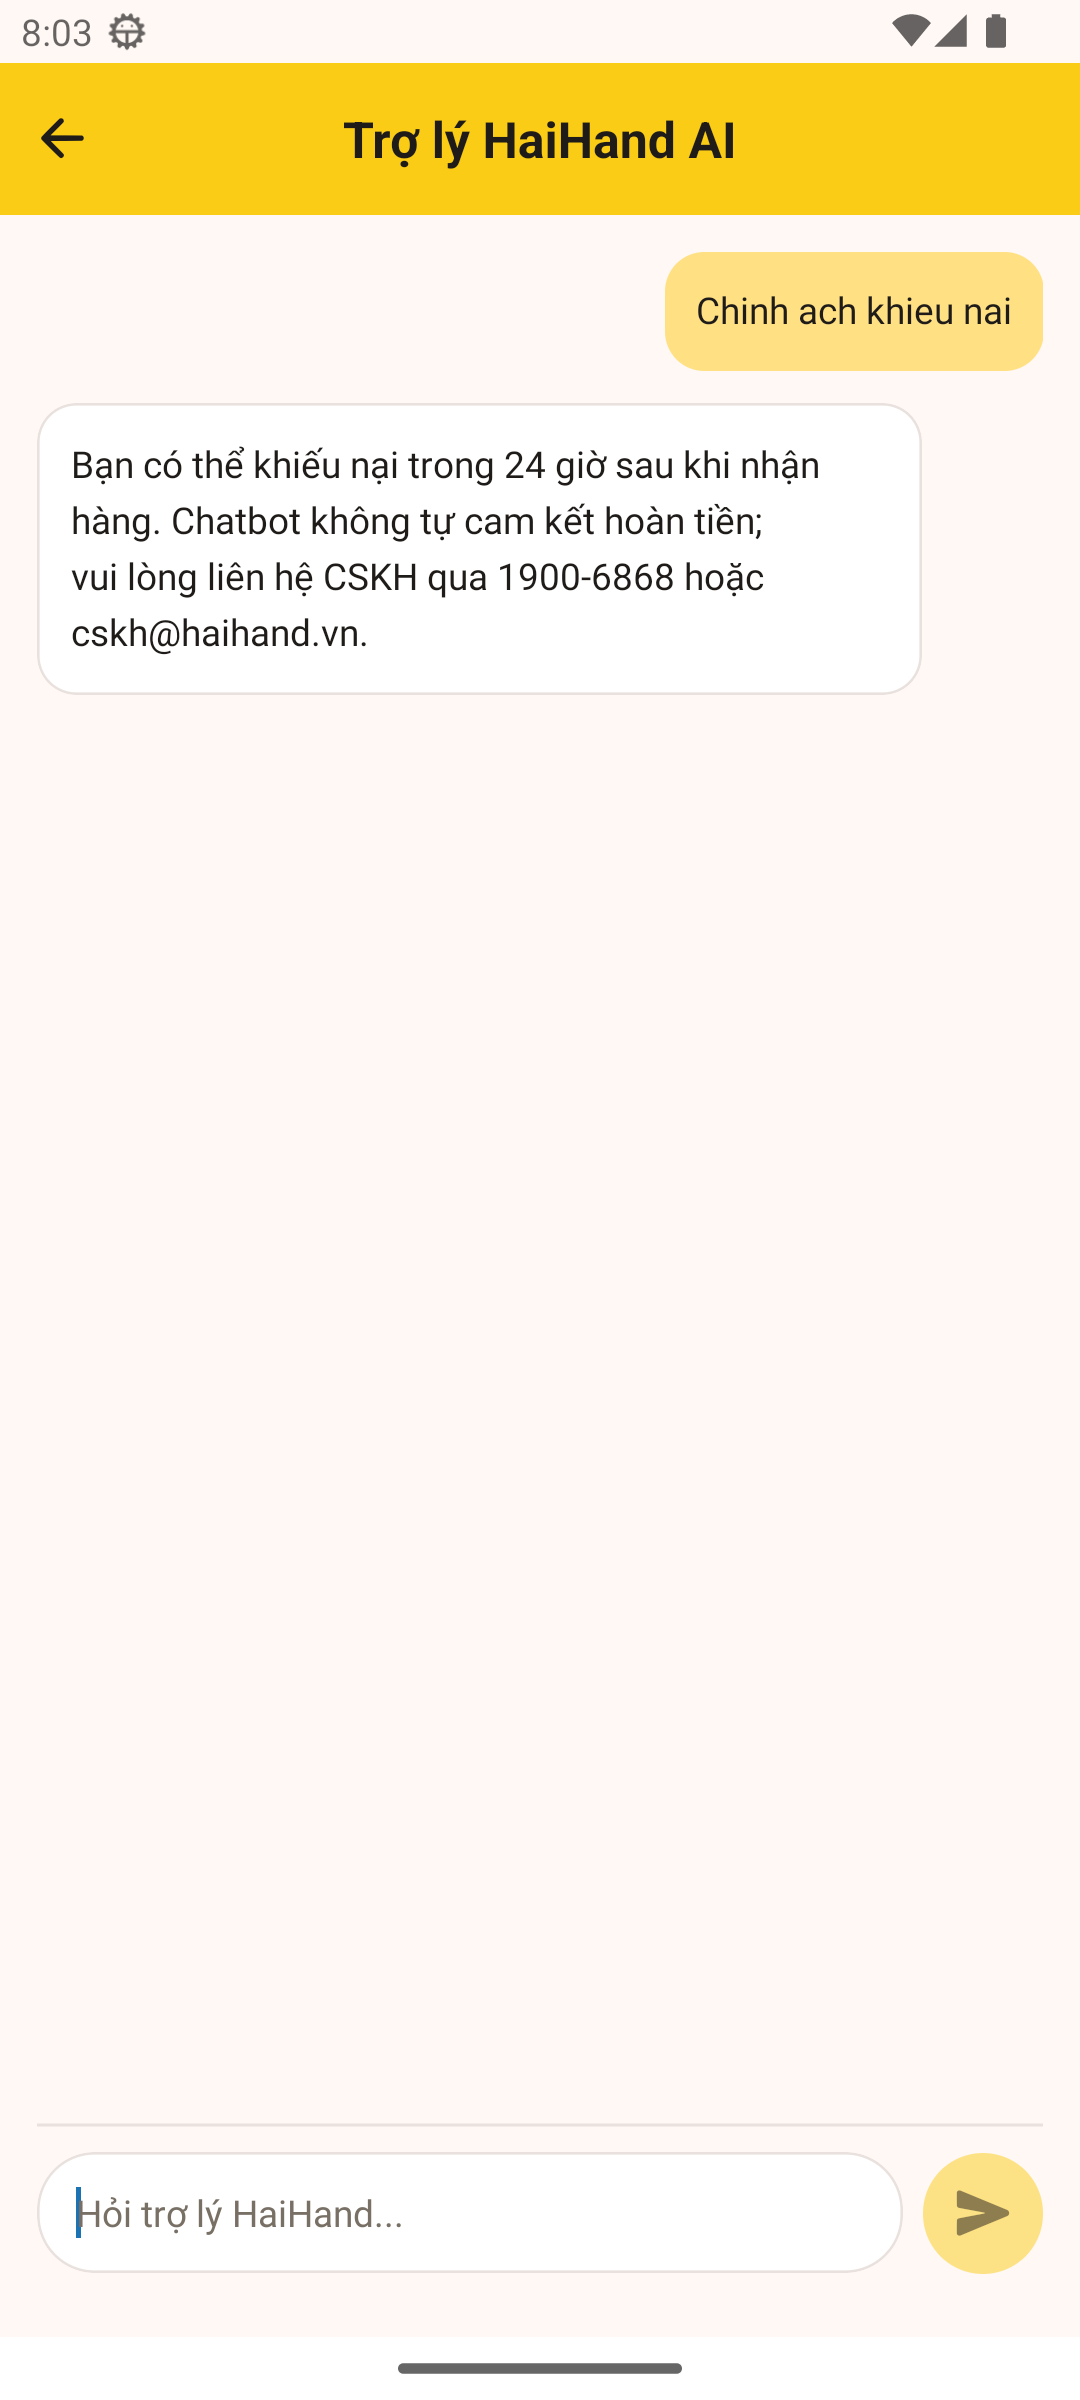 8:03
Trợ lý HaiHand AI
Chinh ach khieu nai
Bạn có thể khiếu nại trong 24 giờ sau khi nhận
hàng. Chatbot không tự cam kết hoàn tiền;
vui lòng liên hệ CSKH qua 1900-6868 hoặc
cskh@haihand.vn.
Hỏi trợ lý HaiHand...